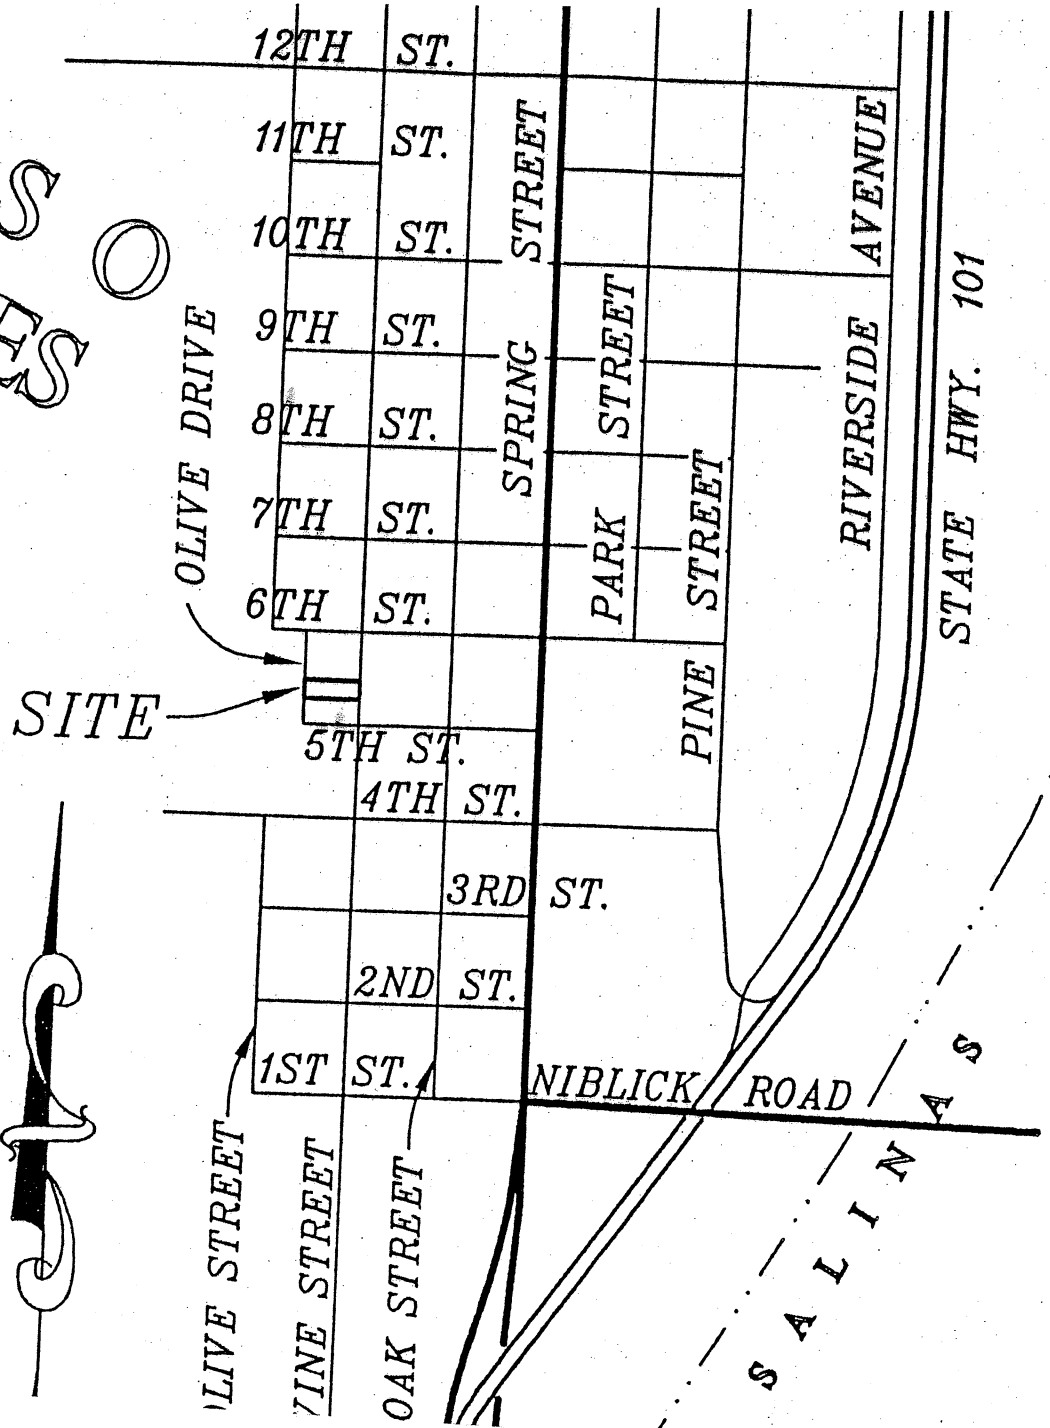 12TH ST.
11TH ST.
10TH ST.
9TH ST.
8TH ST.
7TH ST.
6TH ST.
5TH ST.
4TH ST.
3RD ST.
2ND ST.
1ST ST.
S O
ES
OLIVE DRIVE
SITE
SPRING STREET
PARK STREET
PINE STREET
RIVERSIDE AVENUE
STATE HWY. 101
NIBLICK ROAD
SALINAS
LIVE STREET
VINE STREET
OAK STREET